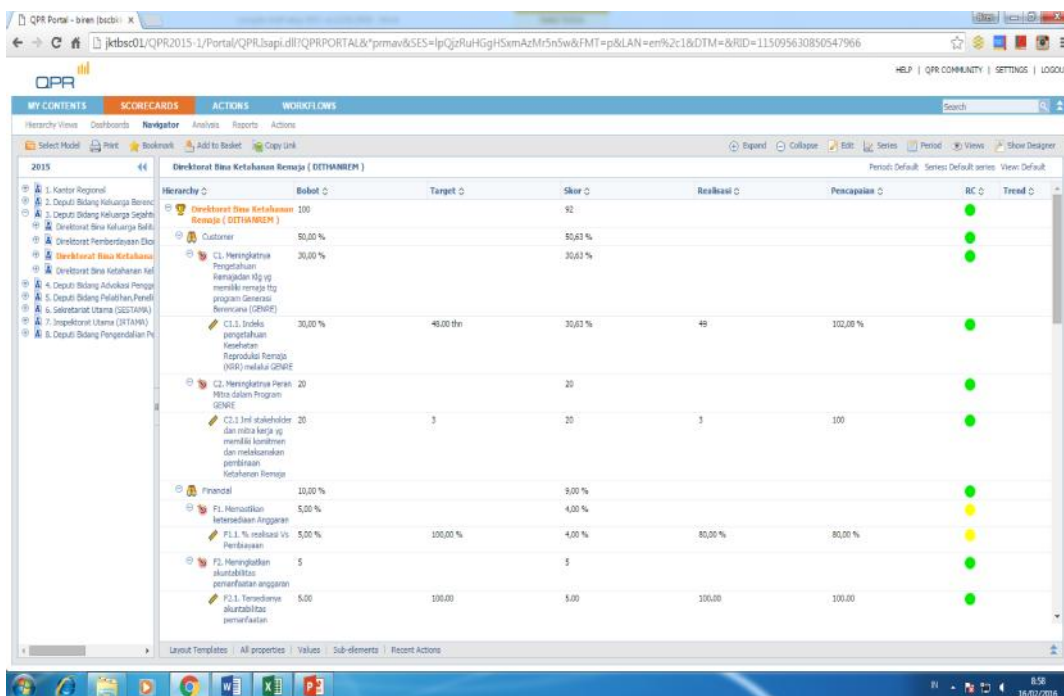 QPR Portal - biren (bscbi
jktbsc01/QPR2015-1/Portal/QPR.Isapi.dll?QPRPORTAL&*prmav&SES=lpQjzRuHGgHSxmAzMr5n5w&FMT=p&LAN=en%2c1&DTM=&RID=115095630850547966
QPR
HELP | QPR COMMUNITY | SETTINGS | LOGOU
MY CONTENTS SCORECARDS ACTIONS WORKFLOWS Search
Hierarchy Views Dashboards Navigator Analysis Reports Actions
Select Model Print Bookmark Add to Basket Copy Link Expand Collapse Edit Series Period Views Show Designer
2015 Direktorat Bina Ketahanan Remaja ( DITHANREM ) Period: Default Series: Default series View: Default
1. Kantor Regional
2. Deputi Bidang Keluarga Berenc
3. Deputi Bidang Keluarga Sejaht
Direktorat Bina Keluarga Balit
Direktorat Pemberdayaan Eko
Direktorat Bina Ketahana
Direktorat Bina Ketahanan Kel
4. Deputi Bidang Advokasi Pengge
5. Deputi Bidang Pelatihan,Peneli
6. Sekretariat Utama (SESTAMA)
7. Inspektorat Utama (IRTAMA)
8. Deputi Bidang Pengendalian Pe
Hierarchy Bobot Target Skor Realisasi Pencapaian RC Trend
Direktorat Bina Ketahanan 100 92
Remaja ( DITHANREM )
Customer 50,00 % 50,63 %
C1. Meningkatnya 30,00 % 30,63 %
Pengetahuan
Remajadan Klg yg
memiliki remaja ttg
program Generasi
Berencana (GENRE)
C1.1. Indeks 30,00 % 48.00 thn 30,63 % 49 102,08 %
pengetahuan
Kesehatan
Reproduksi Remaja
(KRR) melalui GENRE
C2. Meningkatnya Peran 20 20
Mitra dalam Program
GENRE
C2.1 Jml stakeholder 20 3 20 3 100
dan mitra kerja yg
memiliki komitmen
dan melaksanakan
pembinaan
Ketahanan Remaja
Financial 10,00 % 9,00 %
F1. Memastikan 5,00 % 4,00 %
ketersediaan Anggaran
F1.1. % realisasi Vs 5,00 % 100,00 % 4,00 % 80,00 % 80,00 %
Pembiayaan
F2. Meningkatkan 5 5
akuntabilitas
pemanfaatan anggaran
F2.1. Tersedianya 5.00 100.00 5.00 100.00 100.00
akuntabilitas
pemanfaatan
Layout Templates | All properties | Values | Sub-elements | Recent Actions
IN 8:58
16/02/2016